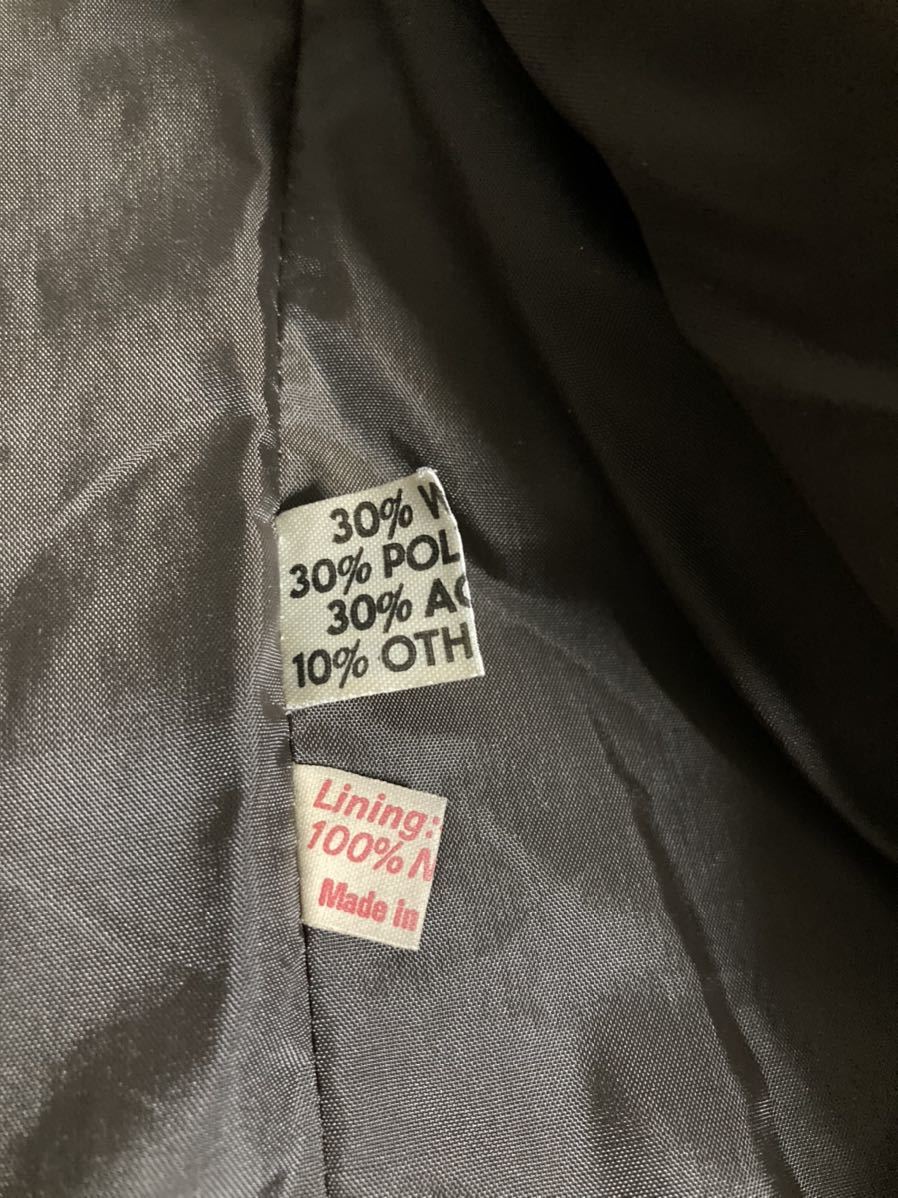 30% W
30% POL
30% AC
10% OTH
Lining:
100% N
Made in